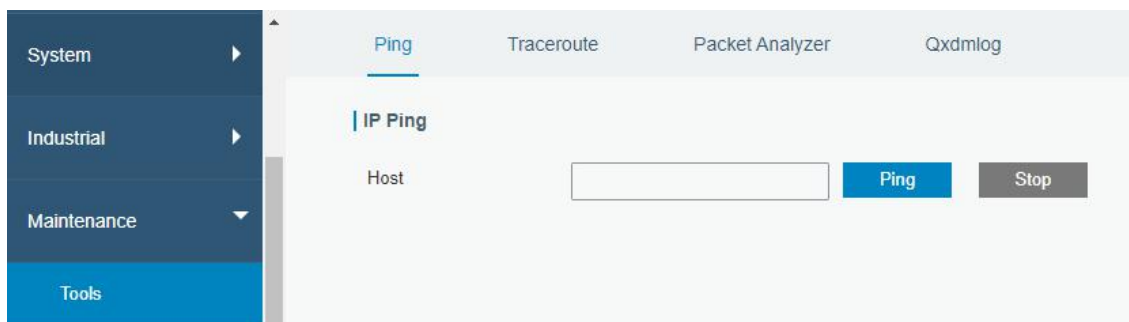 System
Industrial
Maintenance
Tools
Ping Traceroute Packet Analyzer Qxdmlog
IP Ping
Host Ping Stop